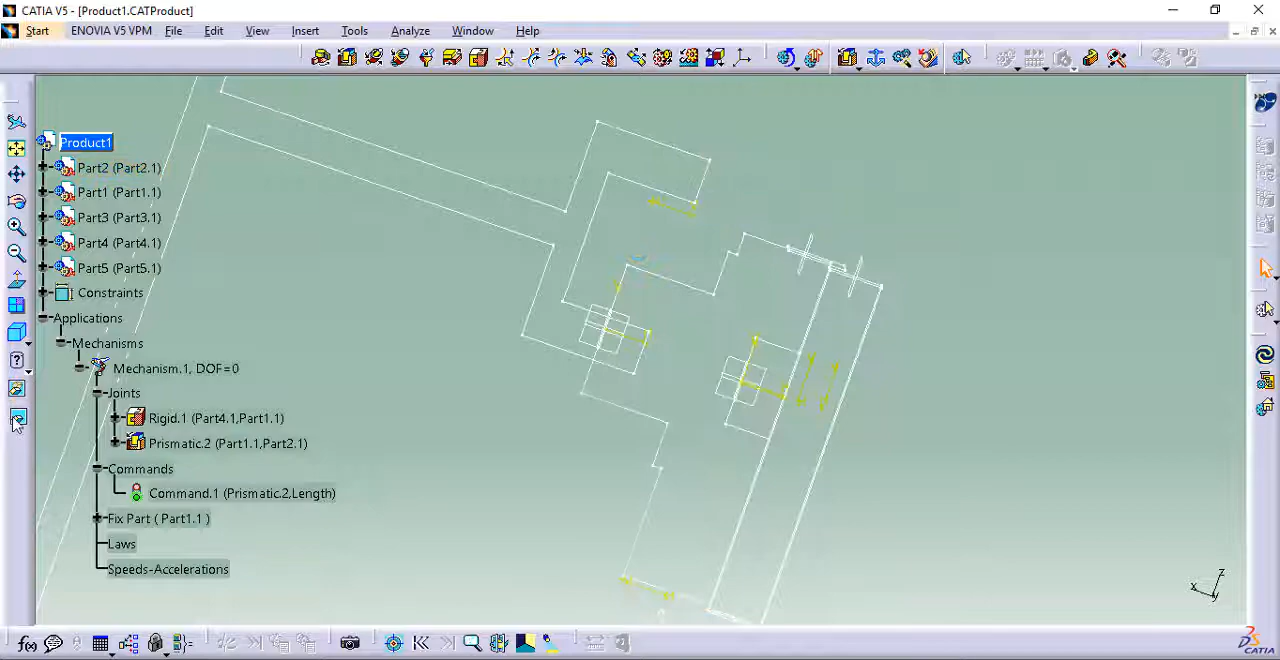 CATIA V5 - [Product1.CATProduct]
Start ENOVIA V5 VPM File Edit View Insert Tools Analyze Window Help
Product1
Part2 (Part2.1)
Part1 (Part1.1)
Part3 (Part3.1)
Part4 (Part4.1)
Part5 (Part5.1)
Constraints
Applications
Mechanisms
Mechanism.1, DOF=0
Joints
Rigid.1 (Part4.1,Part1.1)
Prismatic.2 (Part1.1,Part2.1)
Commands
Command.1 (Prismatic.2,Length)
Fix Part ( Part1.1 )
Laws
Speeds-Accelerations
z
x
y
f(x)
CATIA